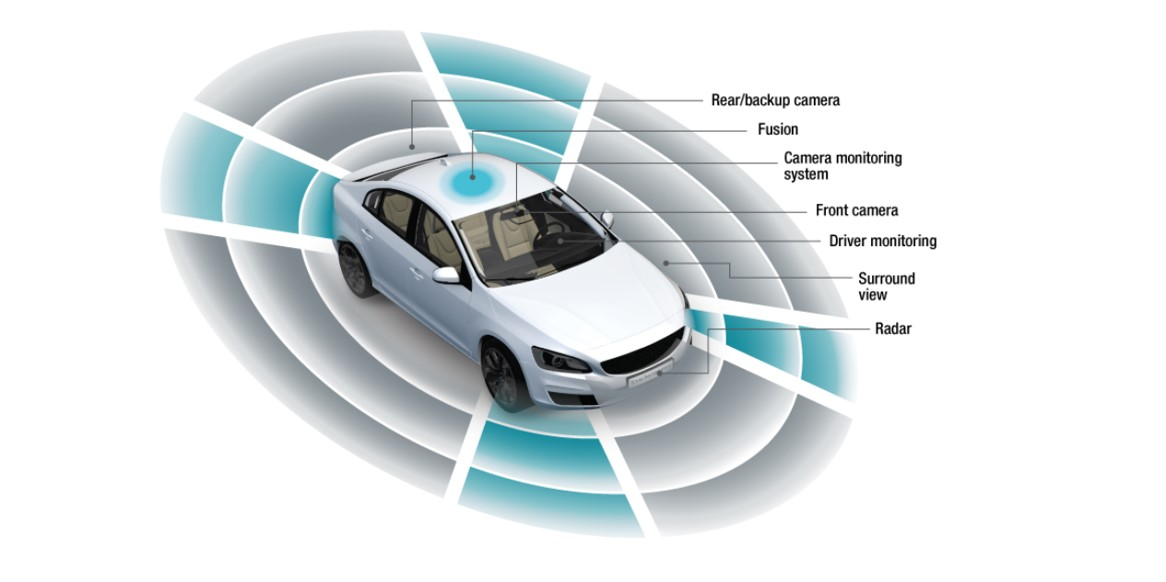 Rear/backup camera
Fusion
Camera monitoring
system
Front camera
Driver monitoring
Surround
view
Radar